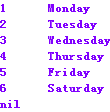 1 Monday
2 Tuesday
3 Wednesday
4 Thursday
5 Friday
6 Saturday
nil